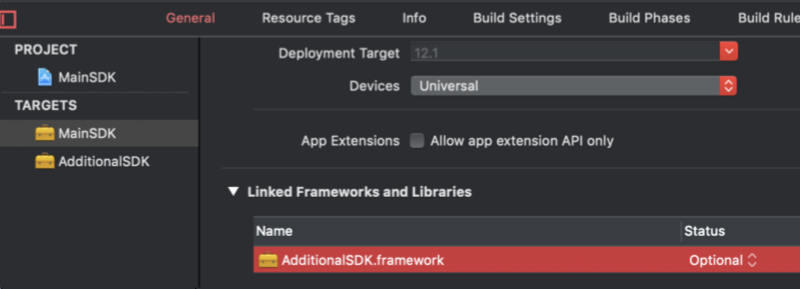 General Resource Tags Info Build Settings Build Phases Build Rule
PROJECT
MainSDK
TARGETS
MainSDK
AdditionalSDK
Deployment Target 12.1
Devices Universal
App Extensions Allow app extension API only
Linked Frameworks and Libraries
Name Status
AdditionalSDK.framework Optional